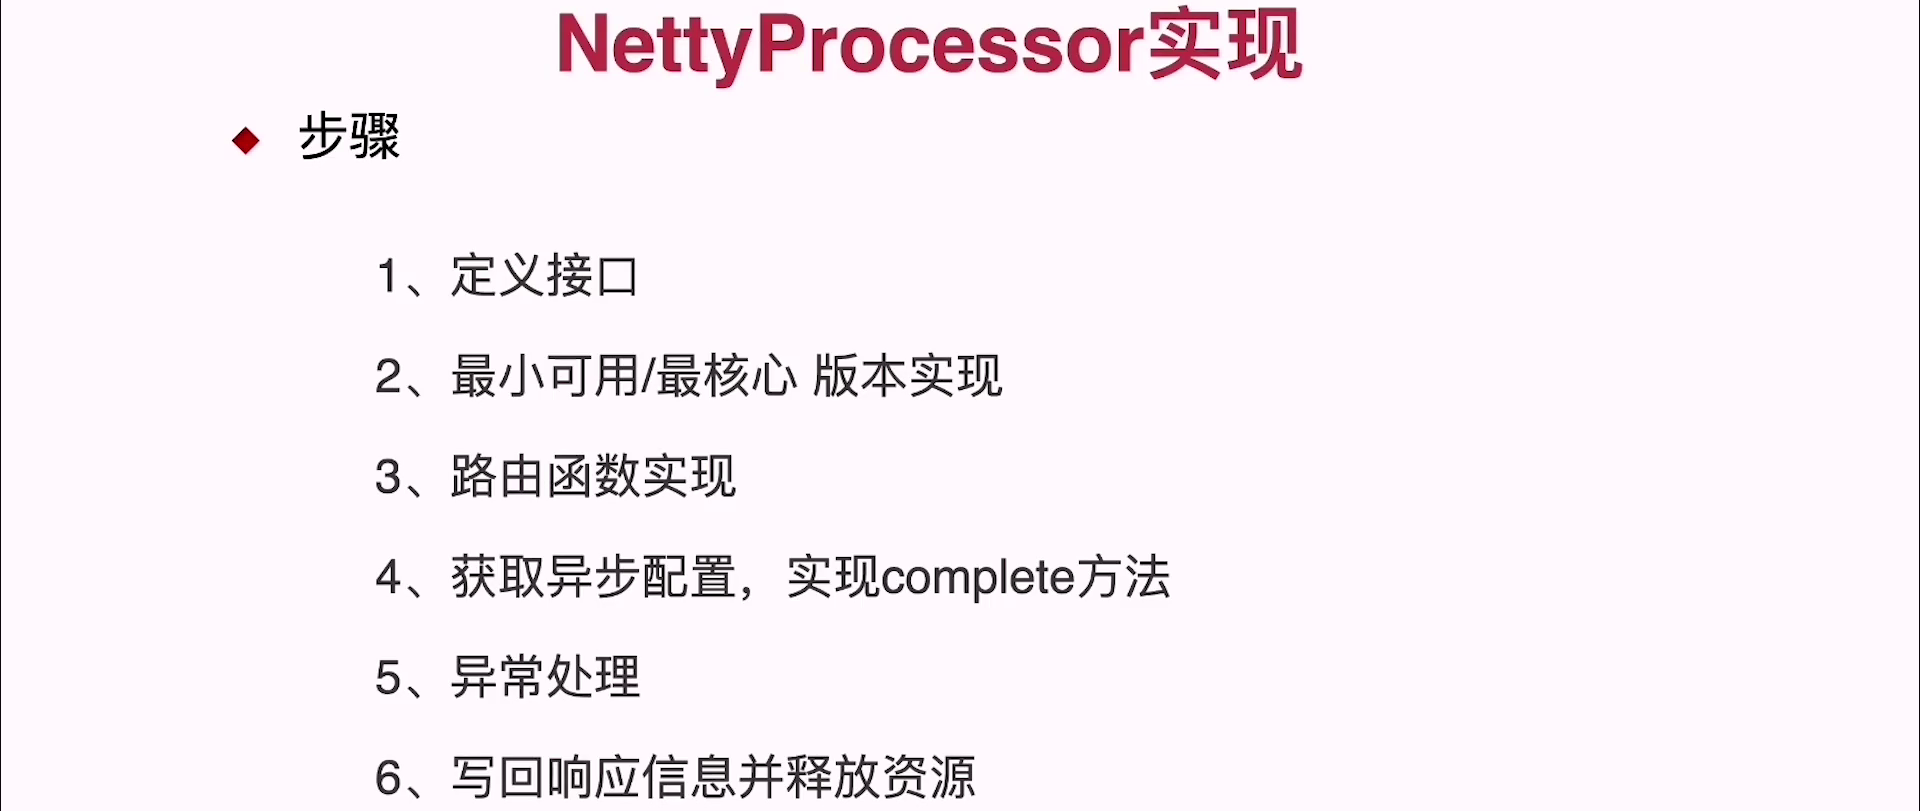 NettyProcessor实现
步骤
1、定义接口
2、最小可用/最核心 版本实现
3、路由函数实现
4、获取异步配置，实现complete方法
5、异常处理
6、写回响应信息并释放资源